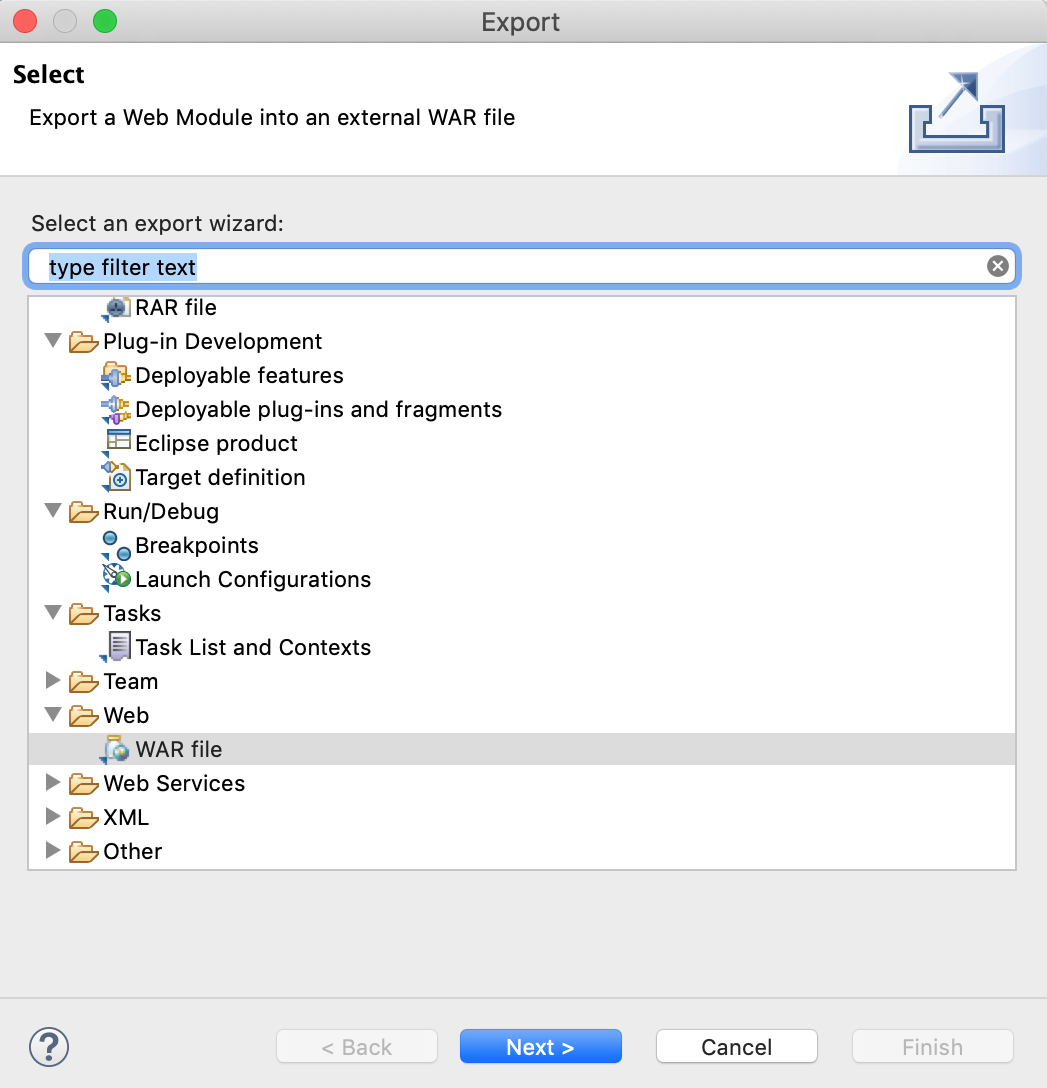 Export
Select
Export a Web Module into an external WAR file
Select an export wizard:
type filter text
RAR file
Plug-in Development
Deployable features
Deployable plug-ins and fragments
Eclipse product
Target definition
Run/Debug
Breakpoints
Launch Configurations
Tasks
Task List and Contexts
Team
Web
WAR file
Web Services
XML
Other
?
< Back
Next >
Cancel
Finish